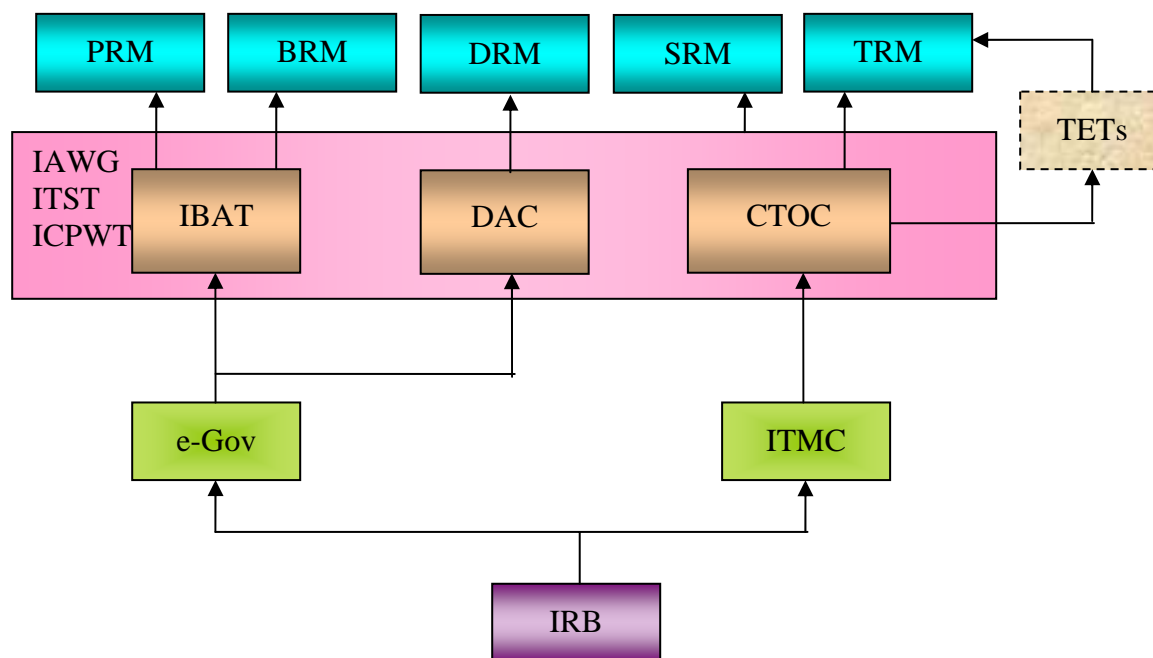 PRM
BRM
DRM
SRM
TRM
TETs
IAWG
ITST
ICPWT
IBAT
DAC
CTOC
e-Gov
ITMC
IRB